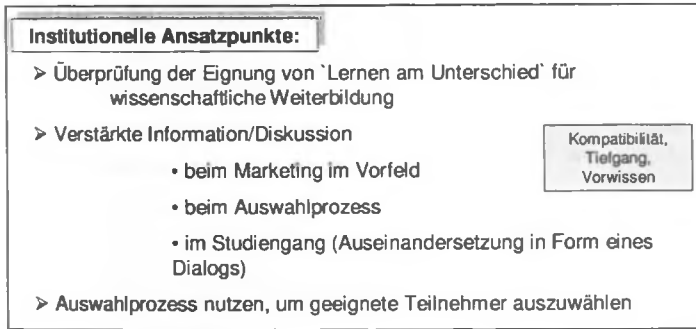 Institutionelle Ansatzpunkte:
➢ Überprüfung der Eignung von `Lernen am Unterschied` für
wissenschaftliche Weiterbildung
➢ Verstärkte Information/Diskussion
Kompatibilität,
Tiefgang,
Vorwissen
• beim Marketing im Vorfeld
• beim Auswahlprozess
• im Studiengang (Auseinandersetzung in Form eines
Dialogs)
➢ Auswahlprozess nutzen, um geeignete Teilnehmer auszuwählen